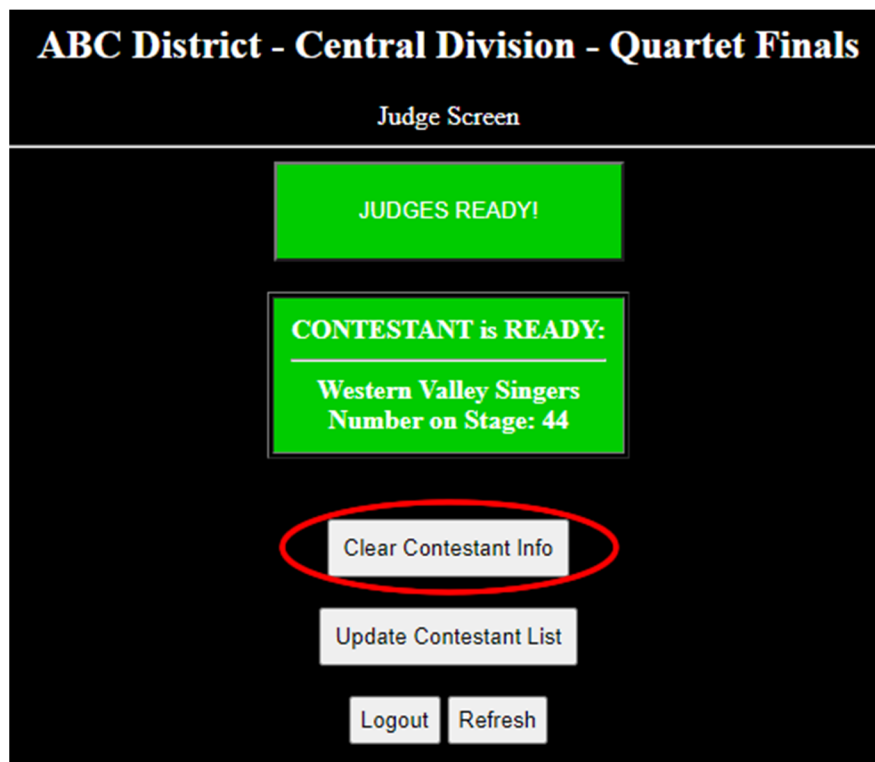 ABC District - Central Division - Quartet Finals
Judge Screen
JUDGES READY!
CONTESTANT is READY:
Western Valley Singers
Number on Stage: 44
Clear Contestant Info
Update Contestant List
Logout Refresh